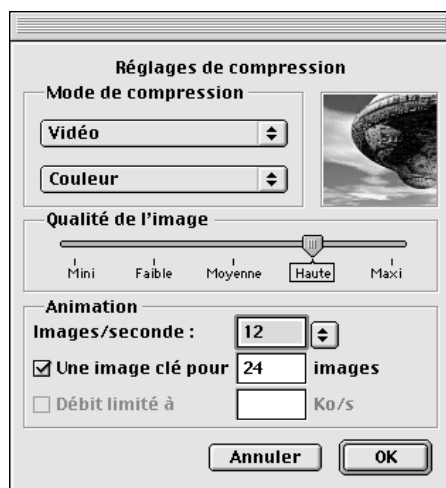 Réglages de compression
Mode de compression
Vidéo
Couleur
Qualité de l'image
Mini Faible Moyenne Haute Maxi
Animation
Images/seconde : 12
Une image clé pour 24 images
Débit limité à Ko/s
Annuler OK